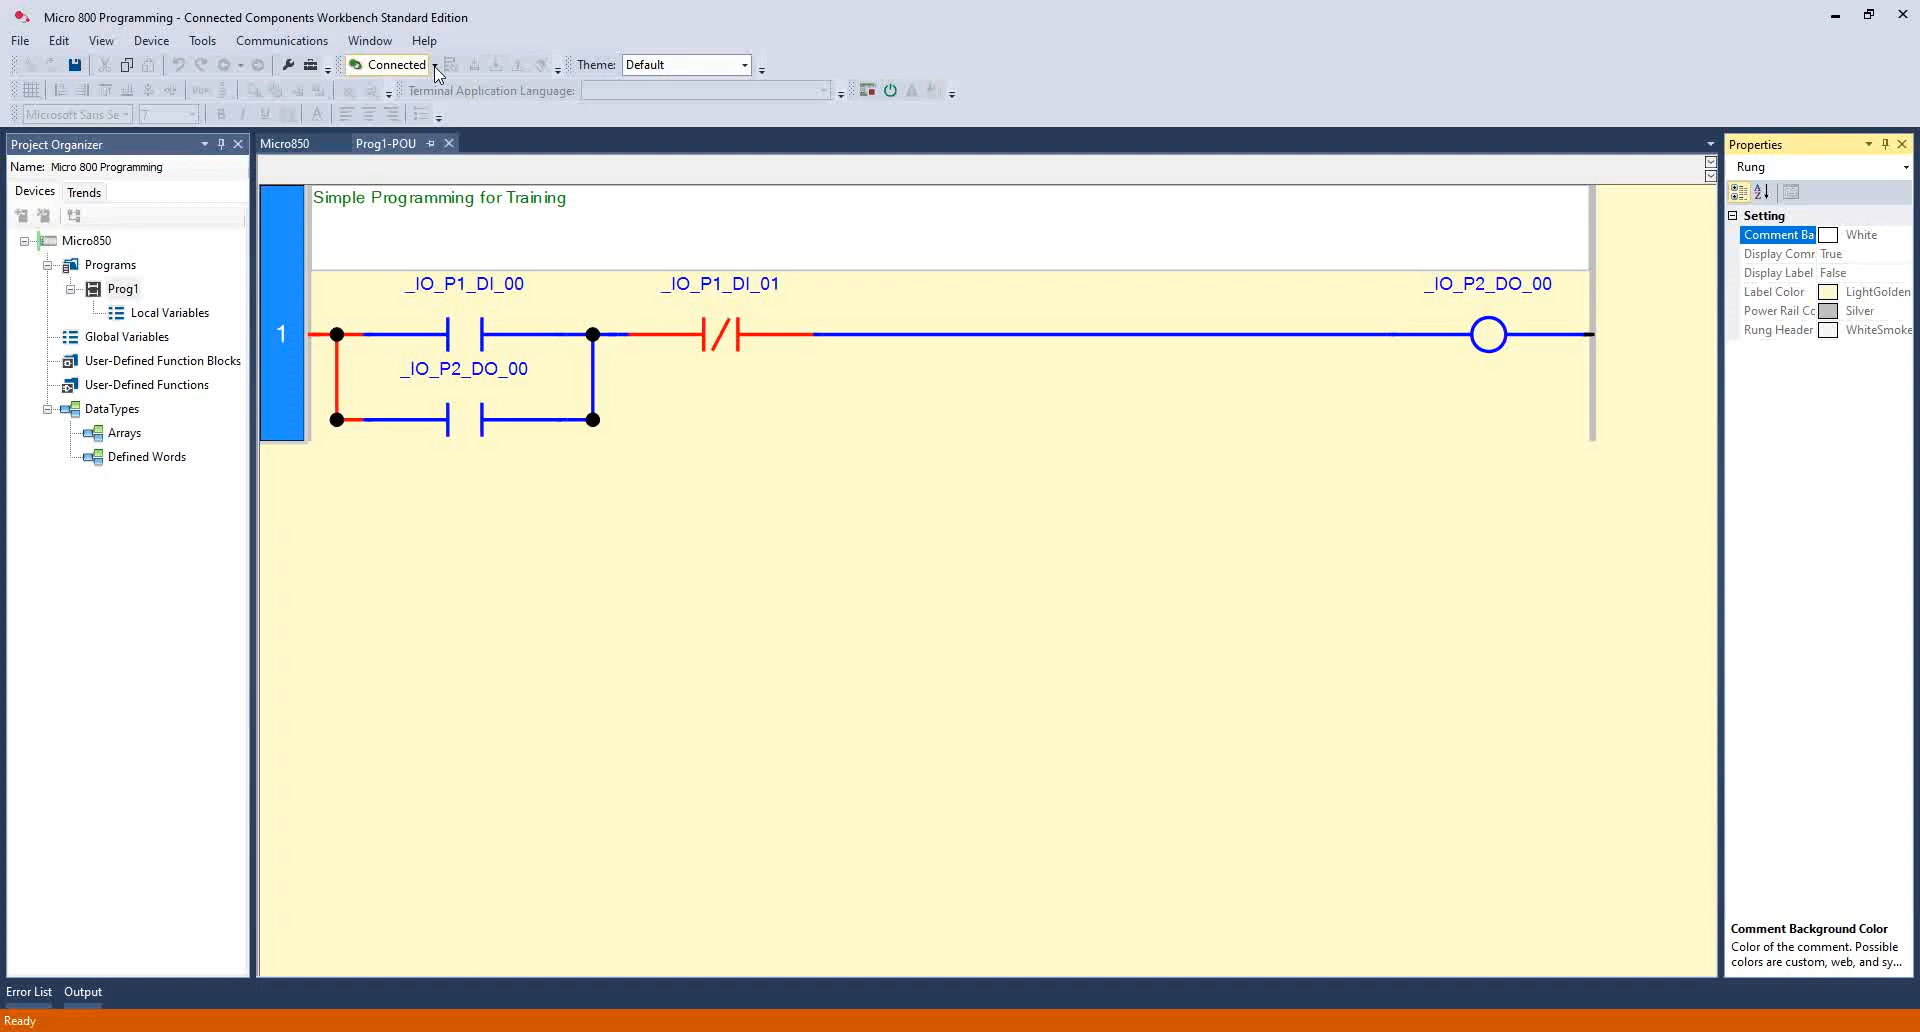 Micro 800 Programming - Connected Components Workbench Standard Edition
File Edit View Device Tools Communications Window Help
Connected Theme: Default
Terminal Application Language:
Microsoft Sans Se 7 B I U A
Project Organizer
Name: Micro 800 Programming
Devices Trends
Micro850
Programs
Prog1
Local Variables
Global Variables
User-Defined Function Blocks
User-Defined Functions
DataTypes
Arrays
Defined Words
Micro850 Prog1-POU
Simple Programming for Training
_IO_P1_DI_00 _IO_P1_DI_01 _IO_P2_DO_00
1
_IO_P2_DO_00
Properties
Rung
Setting
Comment Ba White
Display Comr True
Display Label False
Label Color LightGolden
Power Rail Cc Silver
Rung Header WhiteSmoke
Comment Background Color
Color of the comment. Possible
colors are custom, web, and sy...
Error List Output
Ready